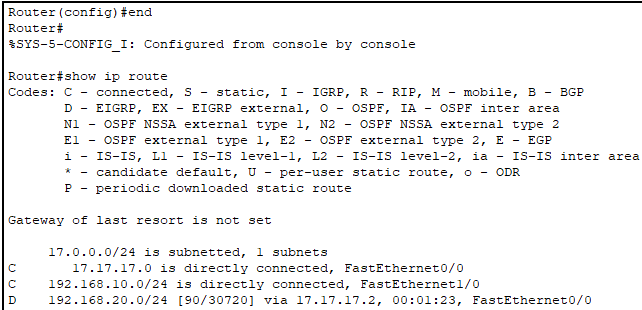 Router(config)#end
Router#
%SYS-5-CONFIG_I: Configured from console by console
Router#show ip route
Codes: C - connected, S - static, I - IGRP, R - RIP, M - mobile, B - BGP
D - EIGRP, EX - EIGRP external, O - OSPF, IA - OSPF inter area
N1 - OSPF NSSA external type 1, N2 - OSPF NSSA external type 2
E1 - OSPF external type 1, E2 - OSPF external type 2, E - EGP
i - IS-IS, L1 - IS-IS level-1, L2 - IS-IS level-2, ia - IS-IS inter area
* - candidate default, U - per-user static route, o - ODR
P - periodic downloaded static route
Gateway of last resort is not set
17.0.0.0/24 is subnetted, 1 subnets
C 17.17.17.0 is directly connected, FastEthernet0/0
C 192.168.10.0/24 is directly connected, FastEthernet1/0
D 192.168.20.0/24 [90/30720] via 17.17.17.2, 00:01:23, FastEthernet0/0